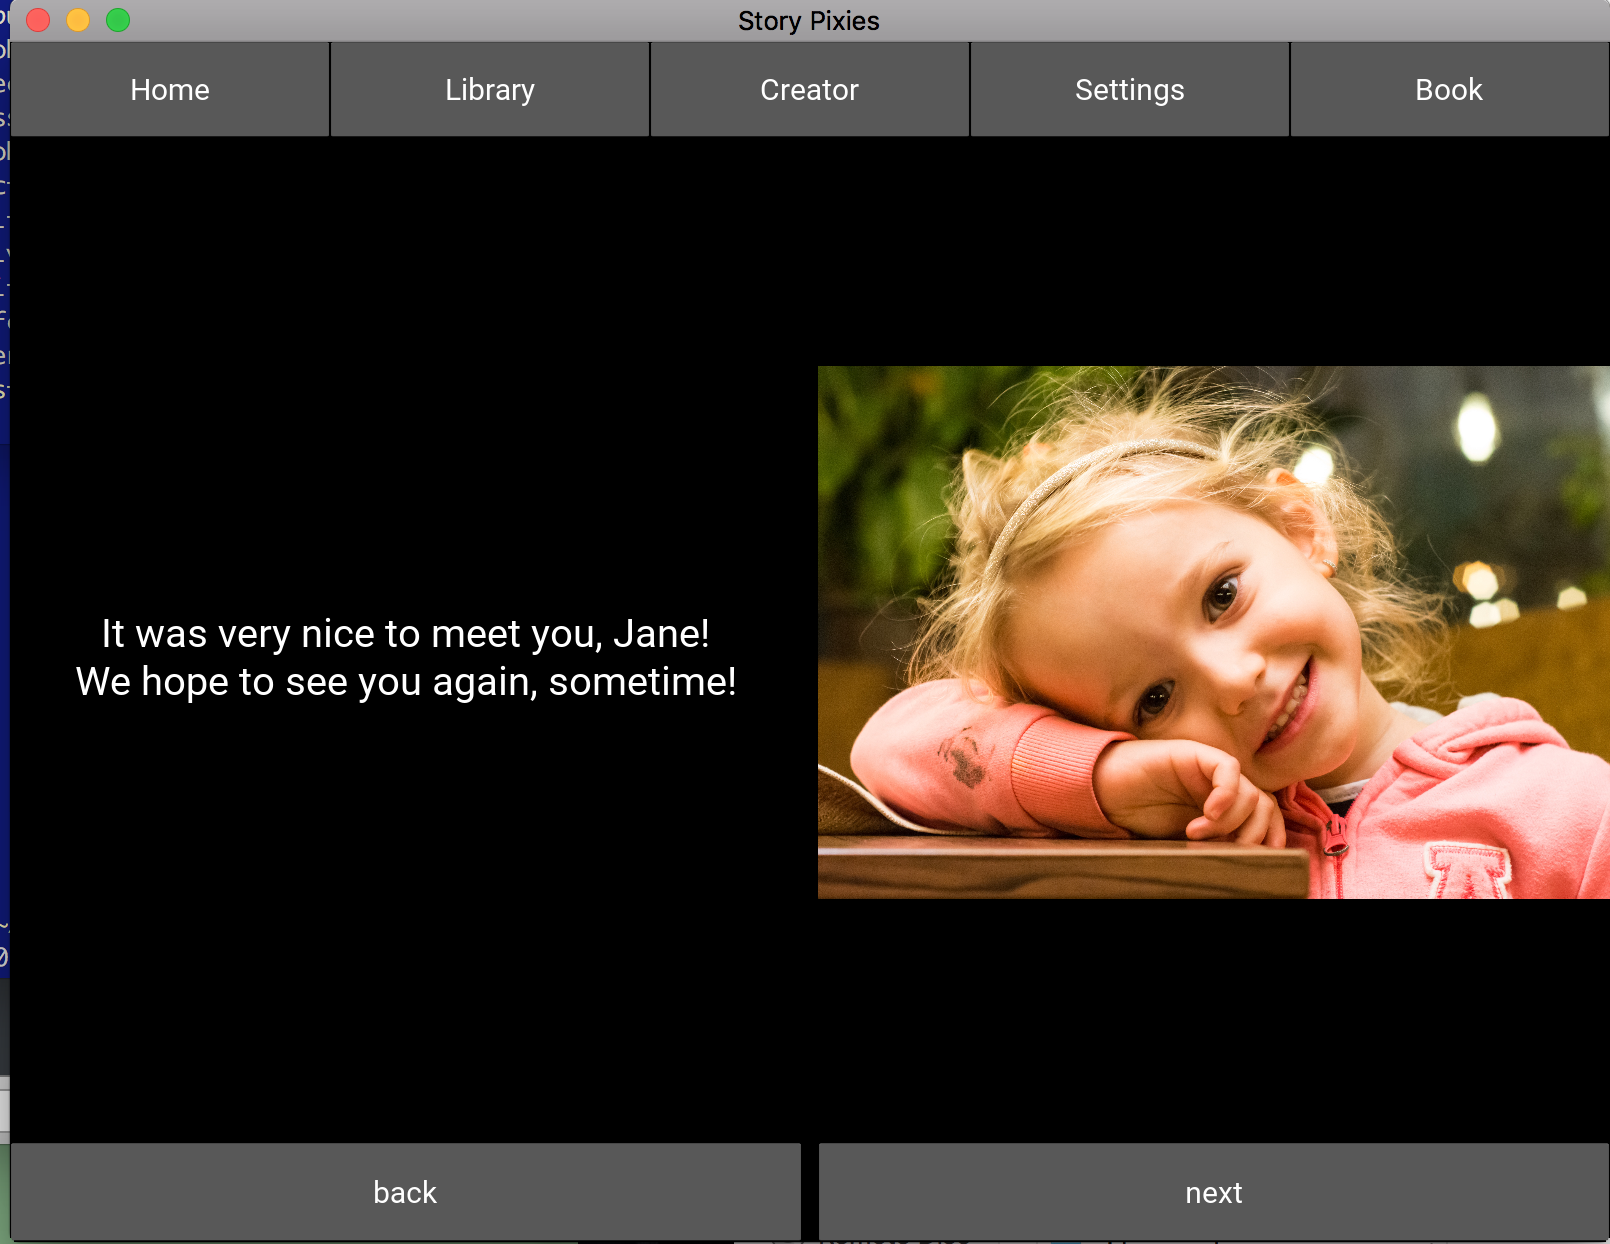 Story Pixies
Home
Library
Creator
Settings
Book
It was very nice to meet you, Jane!
We hope to see you again, sometime!
back
next